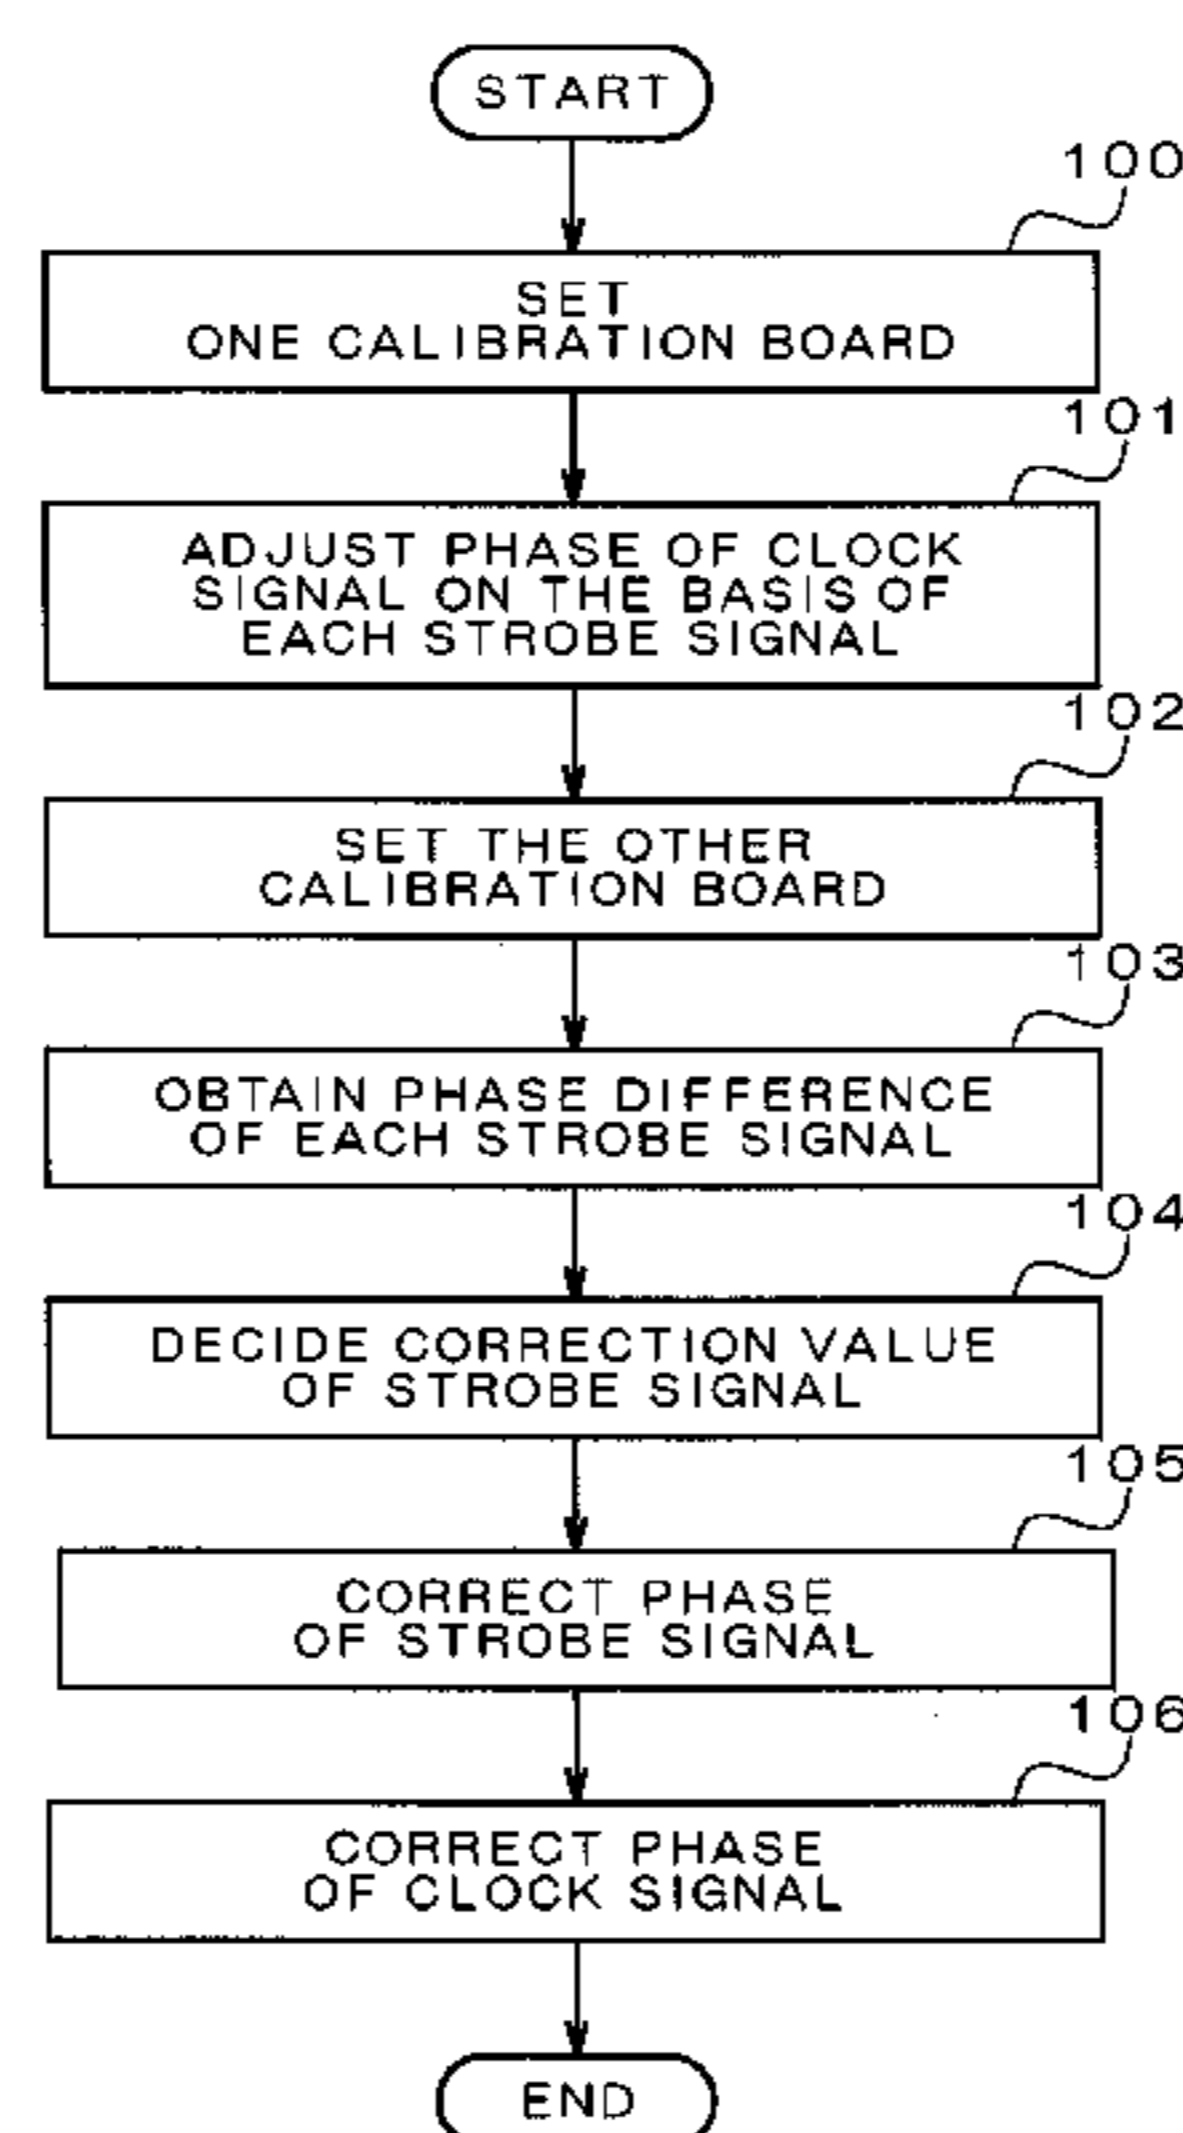 START
100
SET
ONE CALIBRATION BOARD
101
ADJUST PHASE OF CLOCK
SIGNAL ON THE BASIS OF
EACH STROBE SIGNAL
102
SET THE OTHER
CALIBRATION BOARD
103
OBTAIN PHASE DIFFERENCE
OF EACH STROBE SIGNAL
104
DECIDE CORRECTION VALUE
OF STROBE SIGNAL
105
CORRECT PHASE
OF STROBE SIGNAL
106
CORRECT PHASE
OF CLOCK SIGNAL
END